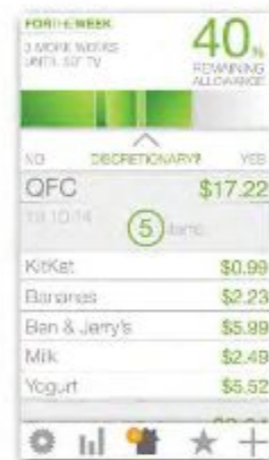 FOR THE WEEK
3 MORE WEEKS
UNTIL 50" TV
40%
REMAINING
ALLOWANCE
NO DISCRETIONARY? YES
QFC $17.22
5 items
KitKat $0.99
Bananas $2.23
Ben & Jerry's $5.99
Milk $2.49
Yogurt $5.52